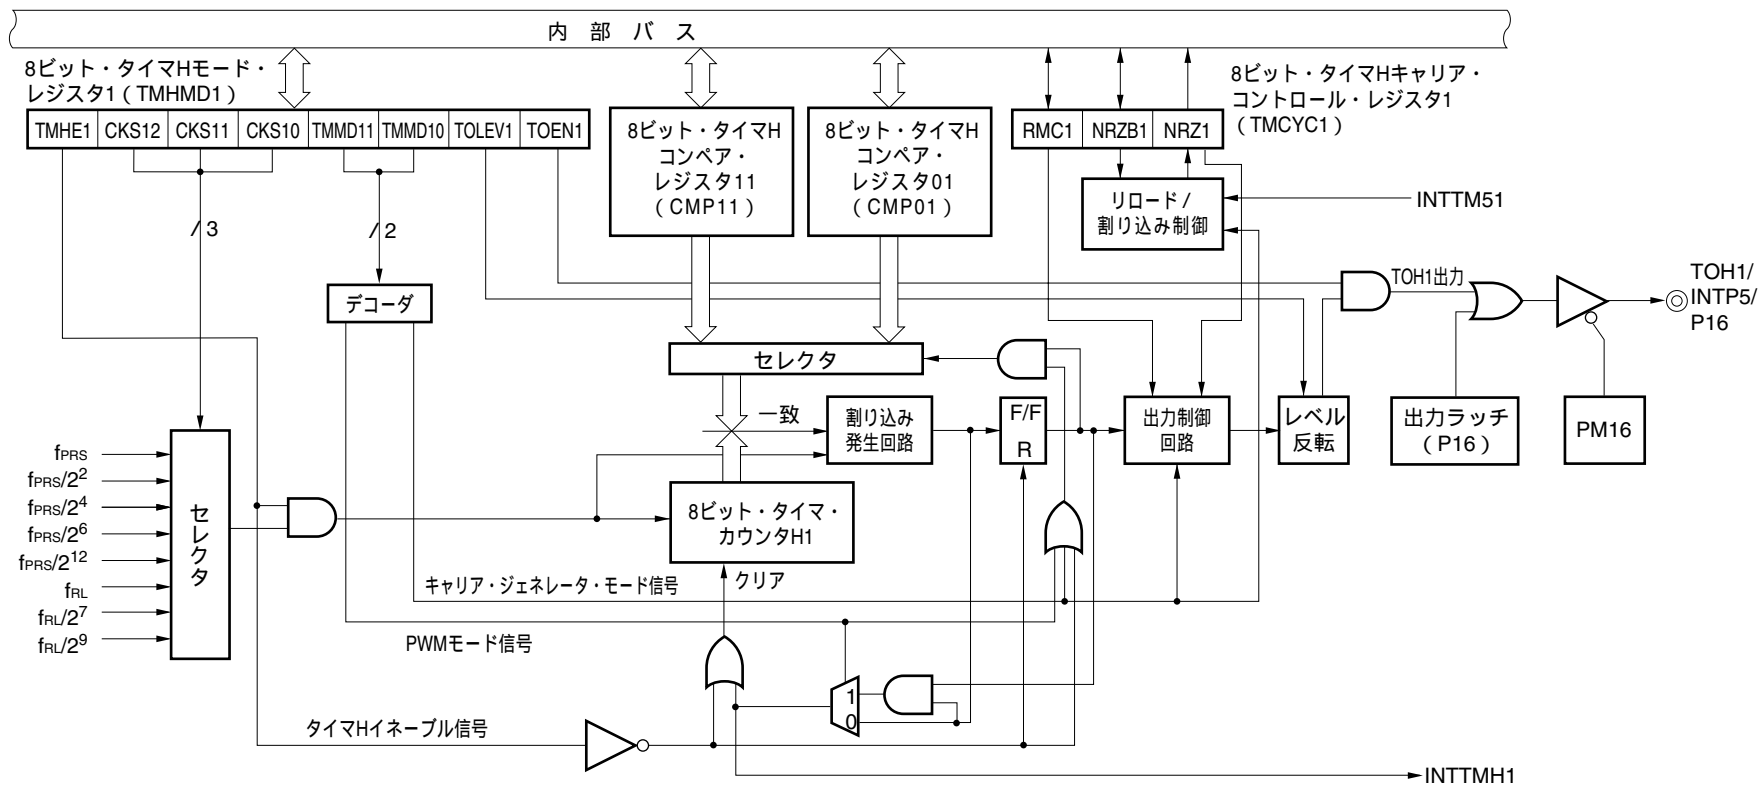 内 部 バ ス
8ビット・タイマHモード・
レジスタ1（TMHMD1）
TMHE1 CKS12 CKS11 CKS10 TMMD11 TMMD10 TOLEV1 TOEN1
8ビット・タイマH
コンペア・
レジスタ11
（CMP11）
8ビット・タイマH
コンペア・
レジスタ01
（CMP01）
8ビット・タイマHキャリア・
コントロール・レジスタ1
（TMCYC1）
RMC1 NRZB1 NRZ1
リロード/
割り込み制御
INTTM51
/ 3
/ 2
デコーダ
TOH1出力
TOH1/
INTP5/
P16
セレクタ
一致
割り込み
発生回路
F/F
R
出力制御
回路
レベル
反転
出力ラッチ
（P16）
PM16
fPRS
fPRS/2²
fPRS/2⁴
fPRS/2⁶
fPRS/2¹²
fRL
fRL/2⁷
fRL/2⁹
セレクタ
8ビット・タイマ・
カウンタH1
キャリア・ジェネレータ・モード信号
クリア
PWMモード信号
1
0
タイマHイネーブル信号
INTTMH1